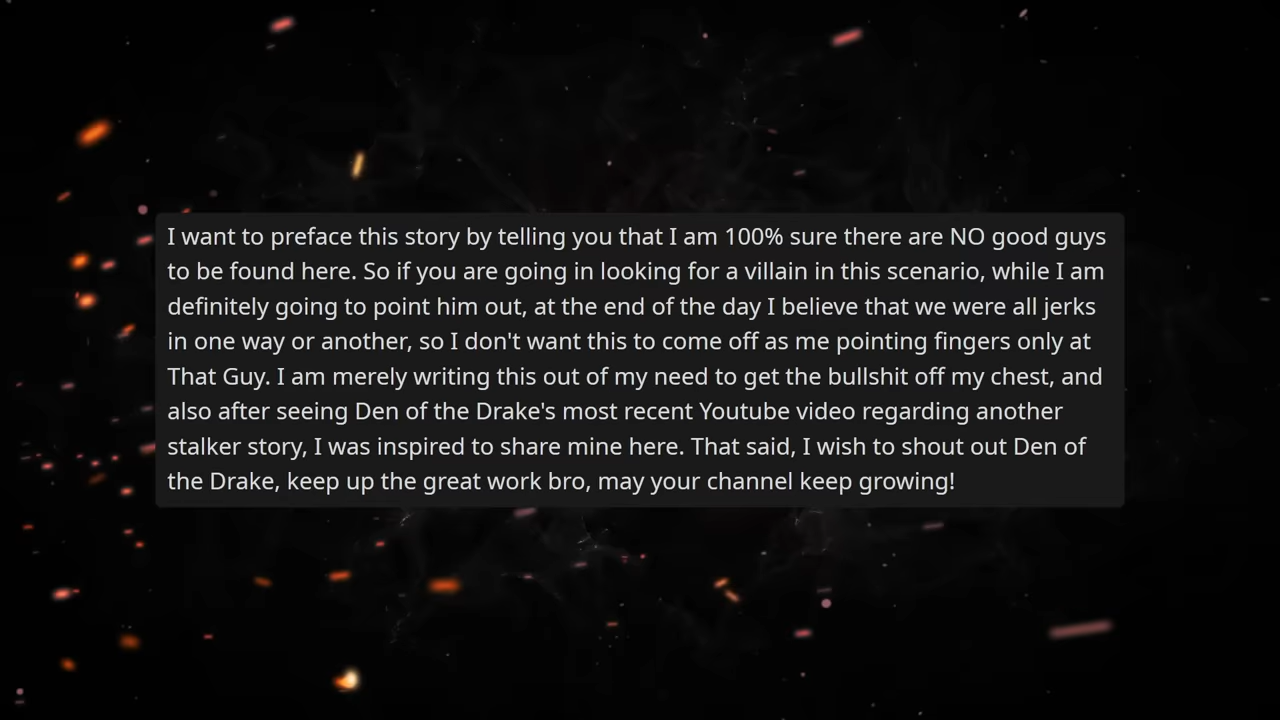 I want to preface this story by telling you that I am 100% sure there are NO good guys
to be found here. So if you are going in looking for a villain in this scenario, while I am
definitely going to point him out, at the end of the day I believe that we were all jerks
in one way or another, so I don't want this to come off as me pointing fingers only at
That Guy. I am merely writing this out of my need to get the bullshit off my chest, and
also after seeing Den of the Drake's most recent Youtube video regarding another
stalker story, I was inspired to share mine here. That said, I wish to shout out Den of
the Drake, keep up the great work bro, may your channel keep growing!